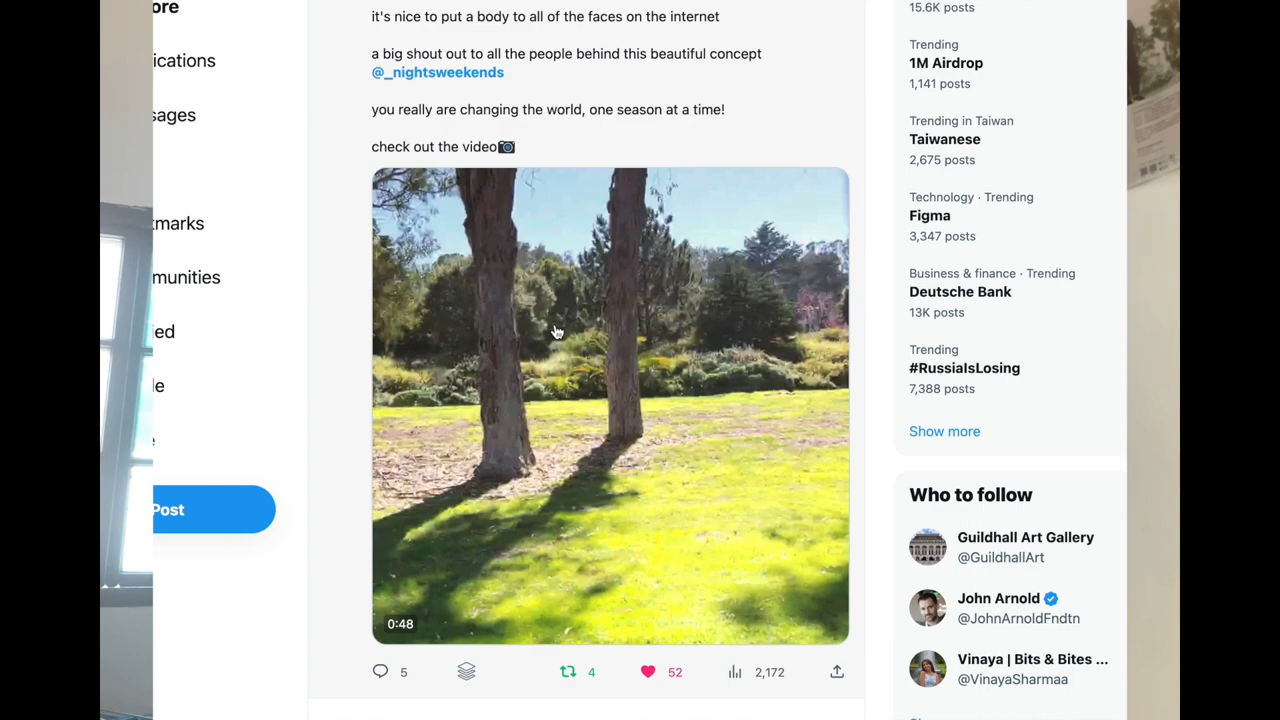 ore
ications
sages
tmarks
munities
ied
le
Post
it's nice to put a body to all of the faces on the internet
a big shout out to all the people behind this beautiful concept
@_nightsweekends
you really are changing the world, one season at a time!
check out the video📷
0:48
5
4
52
2,172
15.6K posts
Trending
1M Airdrop
1,141 posts
Trending in Taiwan
Taiwanese
2,675 posts
Technology · Trending
Figma
3,347 posts
Business & finance · Trending
Deutsche Bank
13K posts
Trending
#RussiaIsLosing
7,388 posts
Show more
Who to follow
Guildhall Art Gallery
@GuildhallArt
John Arnold
@JohnArnoldFndtn
Vinaya | Bits & Bites ...
@VinayaSharmaa